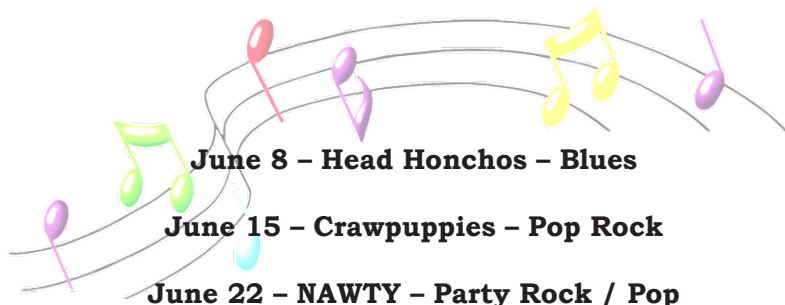 June 8 – Head Honchos – Blues
June 15 – Crawpuppies – Pop Rock
June 22 – NAWTY – Party Rock / Pop